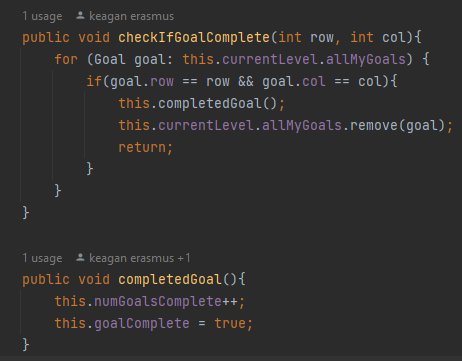 1 usage keagan erasmus
public void checkIfGoalComplete(int row, int col){
    for (Goal goal: this.currentLevel.allMyGoals) {
        if(goal.row == row && goal.col == col){
            this.completedGoal();
            this.currentLevel.allMyGoals.remove(goal);
            return;
        }
    }
}
1 usage keagan erasmus +1
public void completedGoal(){
    this.numGoalsComplete++;
    this.goalComplete = true;
}